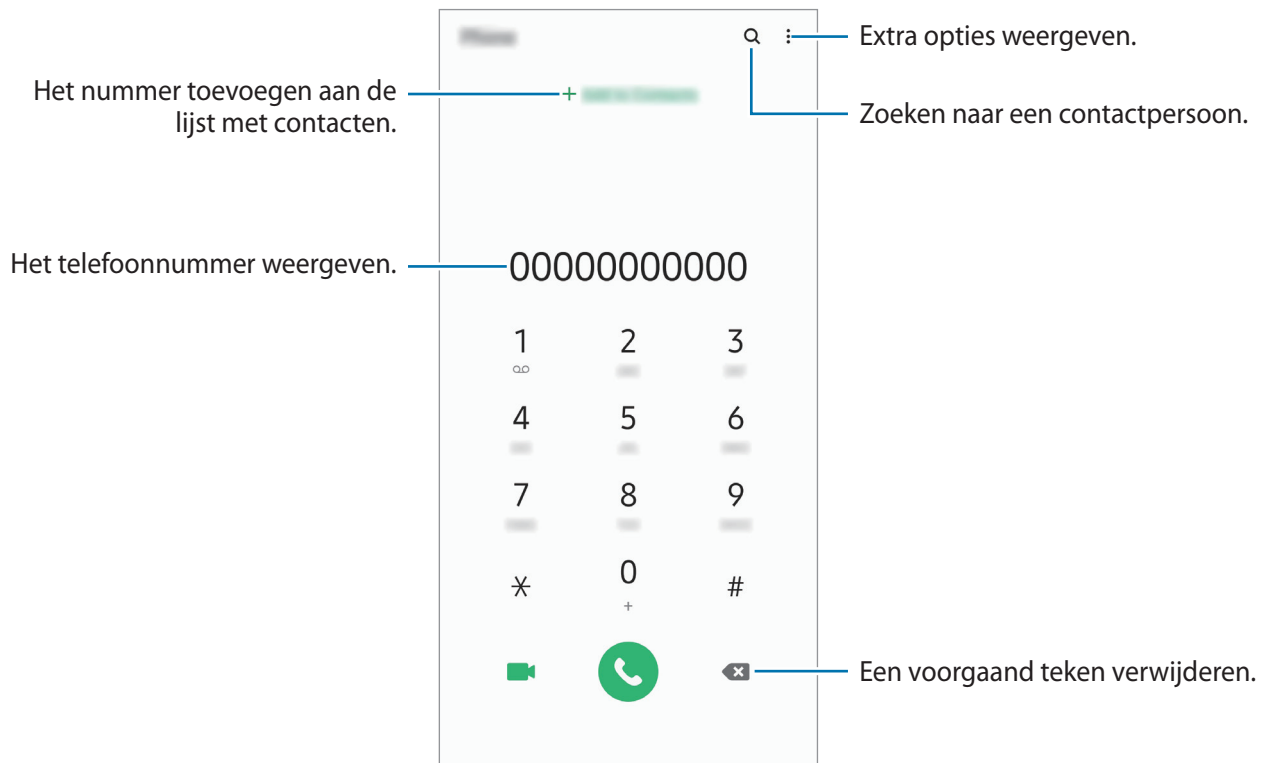 Extra opties weergeven.
Het nummer toevoegen aan de
lijst met contacten.
Zoeken naar een contactpersoon.
Het telefoonnummer weergeven.
00000000000
1 2 3
4 5 6
7 8 9
* 0 #
+
Een voorgaand teken verwijderen.